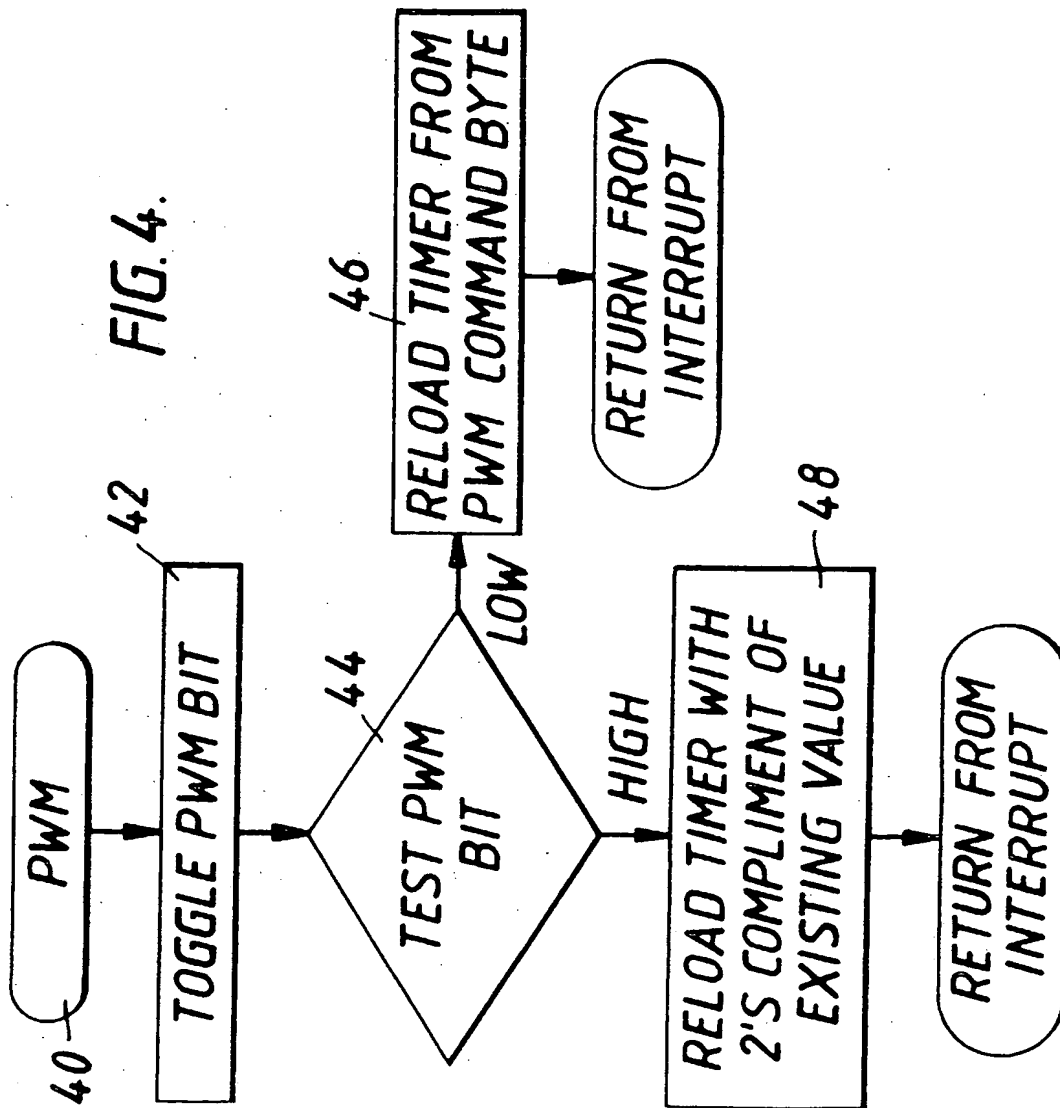 FIG. 4.
40
PWM
42
TOGGLE PWM BIT
44
TEST PWM
BIT
LOW
46
RELOAD TIMER FROM
PWM COMMAND BYTE
RETURN FROM
INTERRUPT
HIGH
48
RELOAD TIMER WITH
2'S COMPLIMENT OF
EXISTING VALUE
RETURN FROM
INTERRUPT